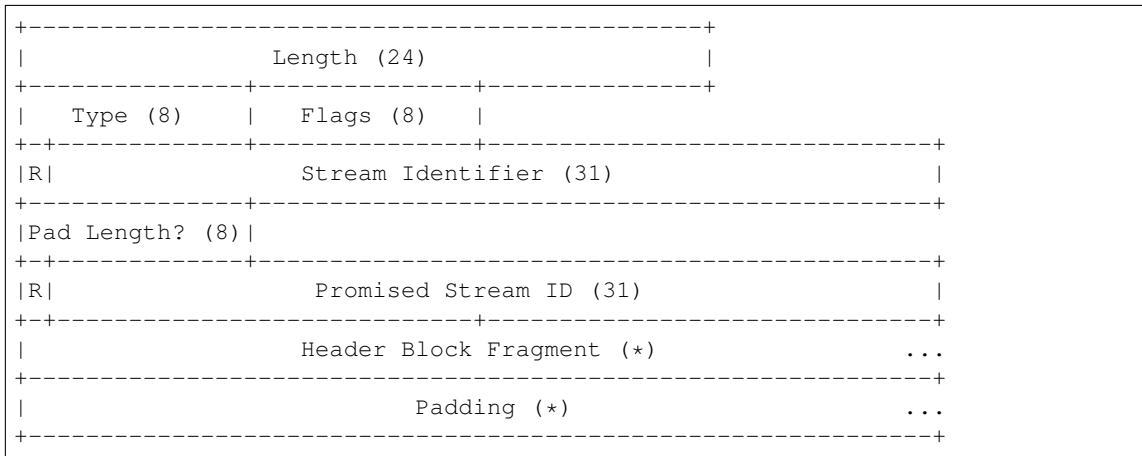 +-----------------------------------------------+
|                 Length (24)                   |
+---------------+---------------+---------------+
|   Type (8)    |   Flags (8)   |
+-+-------------+---------------+-------------------------------+
|R|                 Stream Identifier (31)                      |
+---------------+-----------------------------------------------+
|Pad Length? (8)|
+-+-------------+-----------------------------------------------+
|R|                  Promised Stream ID (31)                    |
+-+-----------------------------+-------------------------------+
|                   Header Block Fragment (*)                 ...
+---------------------------------------------------------------+
|                           Padding (*)                       ...
+---------------------------------------------------------------+